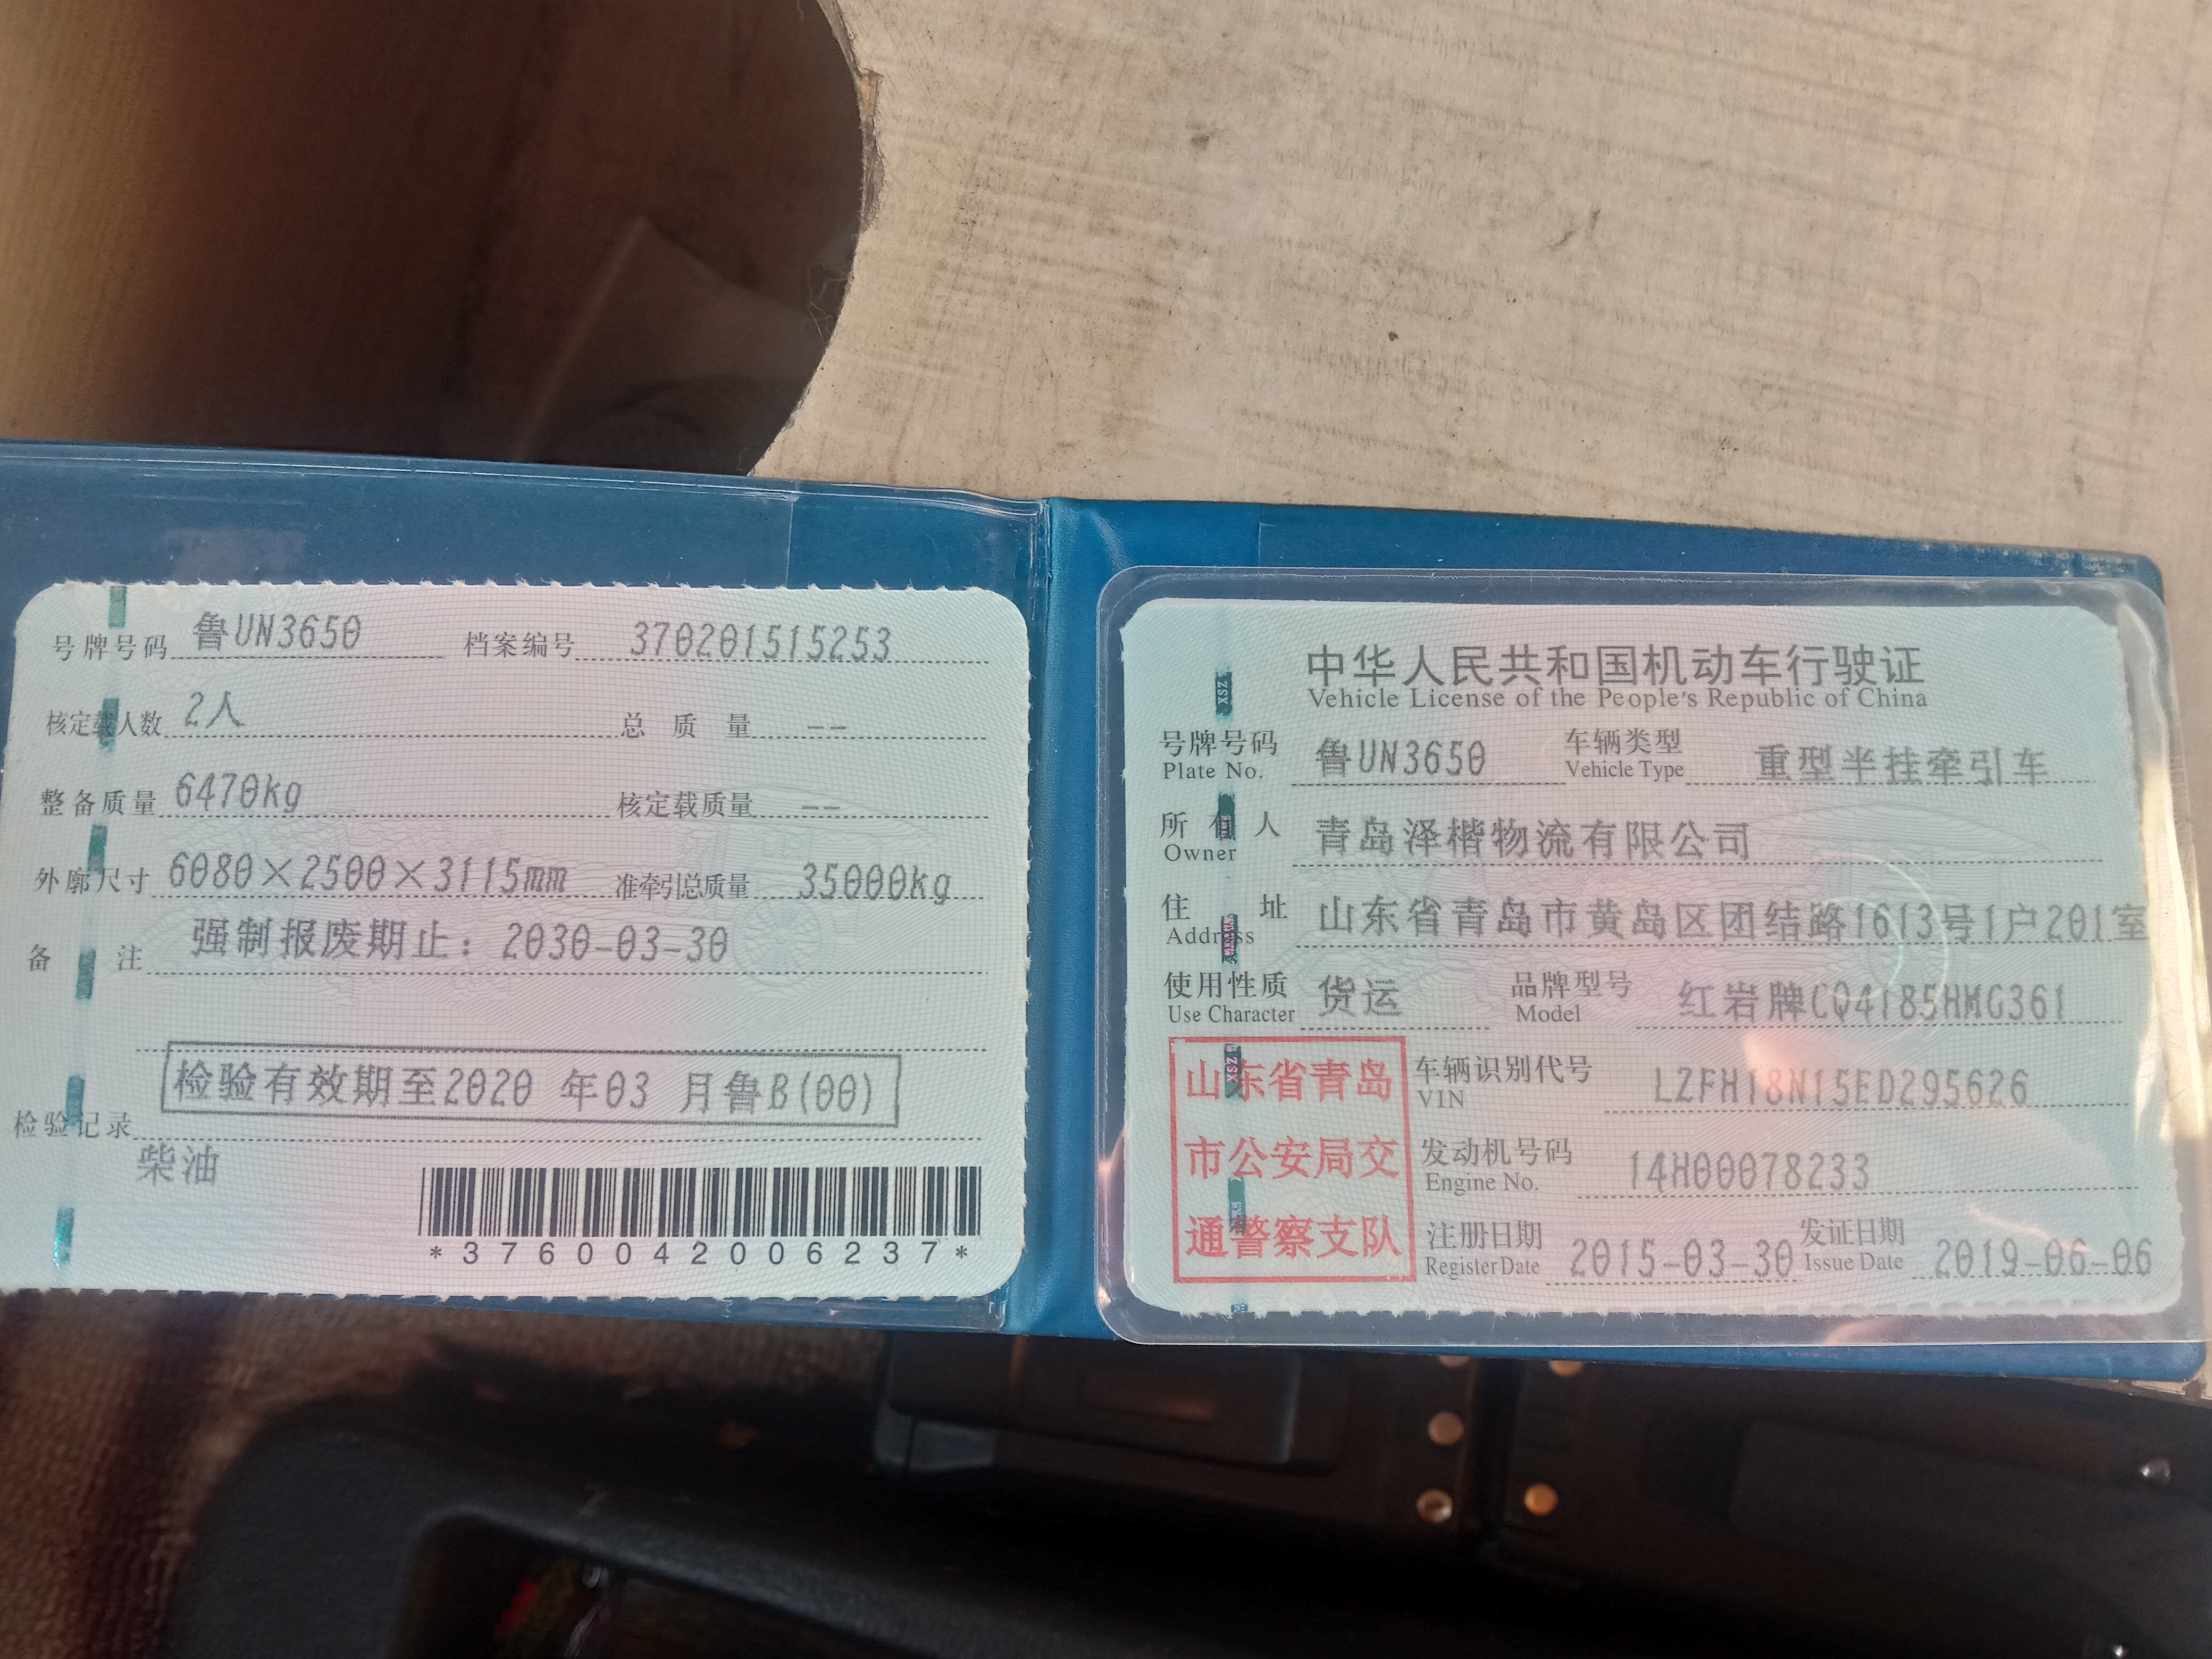 号牌号码 鲁UN3650 档案编号 370201515253
核定载人数 2人 总质量 --
整备质量 6470kg 核定载质量 --
外廓尺寸 6080×2500×3115mm 准牵引总质量 35000kg
备注 强制报废期止：2030-03-30
检验有效期至2020 年03 月鲁B(00)
检验记录
柴油
*3760042006237*
中华人民共和国机动车行驶证
Vehicle License of the People's Republic of China
号牌号码 鲁UN3650 车辆类型 重型半挂牵引车
Plate No. Vehicle Type
所有人 青岛泽楷物流有限公司
Owner
住址 山东省青岛市黄岛区团结路1613号1户201室
Address
使用性质 货运 品牌型号 红岩牌CQ4185HMG361
Use Character Model
山东省青岛
市公安局交
通警察支队
车辆识别代号 LZFH18N15ED295626
VIN
发动机号码 14H00078233
Engine No.
注册日期 2015-03-30 发证日期 2019-06-06
Register Date Issue Date
XSZ
XSZ